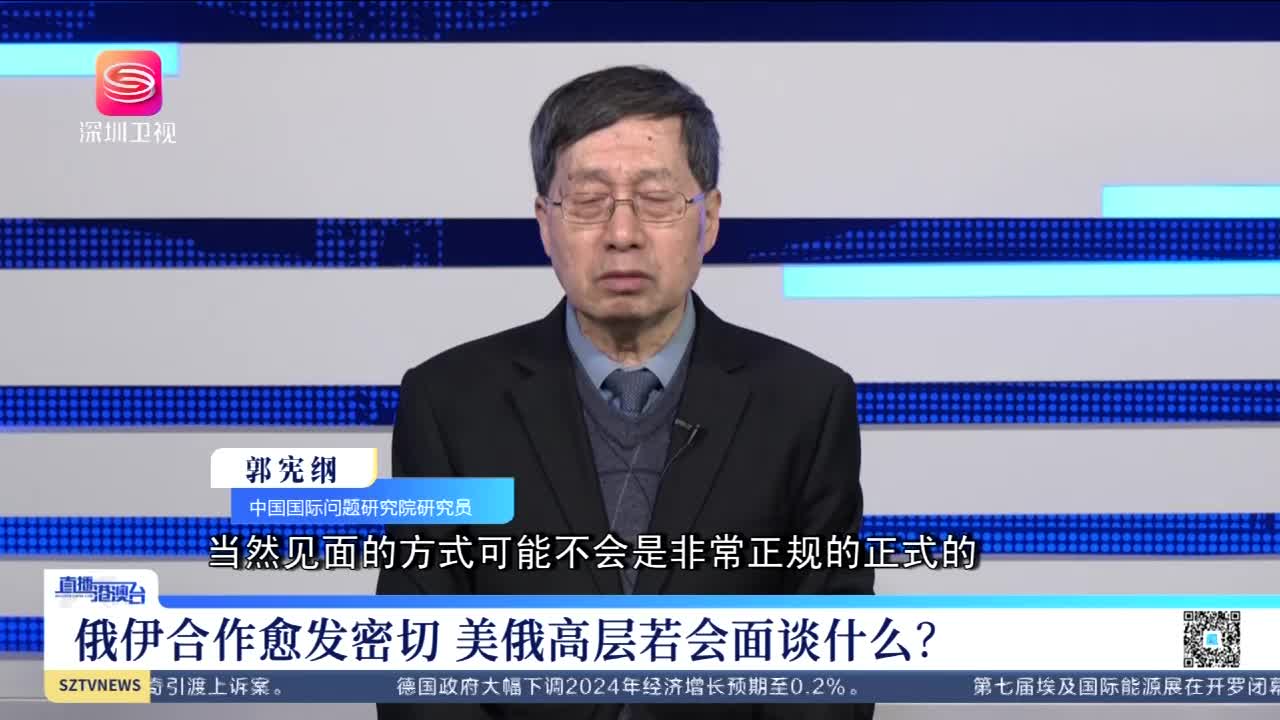 深圳卫视
郭宪纲
中国国际问题研究院研究员
当然见面的方式可能不会是非常正规的正式的
直播港澳台
俄伊合作愈发密切 美俄高层若会面谈什么？
SZTVNEWS
奇引渡上诉案。 德国政府大幅下调2024年经济增长预期至0.2%。 第七届埃及国际能源展在开罗闭幕